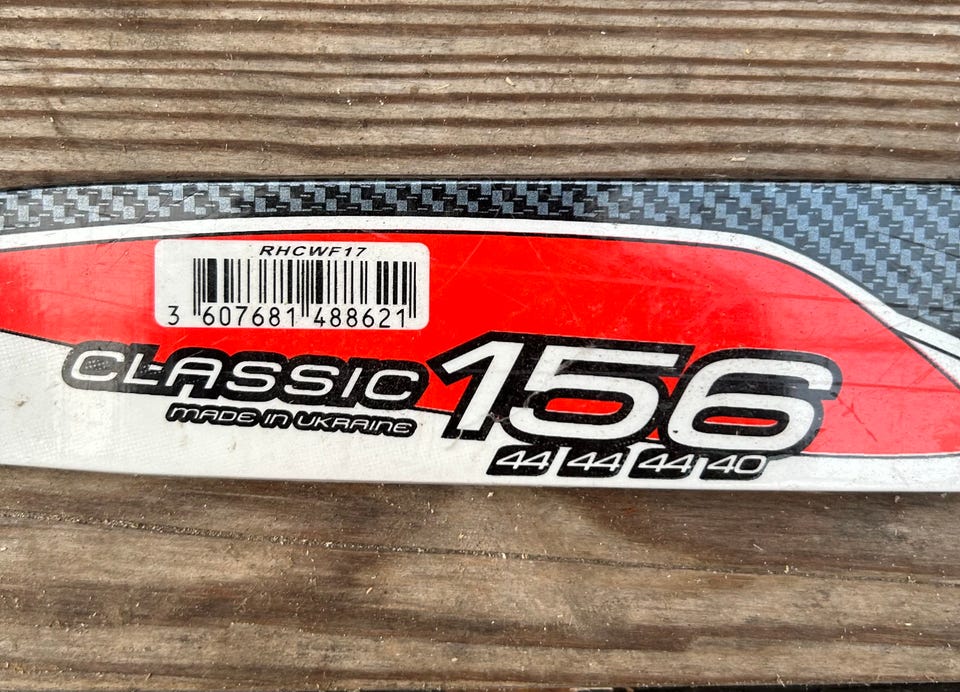 RHCWF17
3 607681 488621
CLASSIC 156
MADE IN UKRAINE
44 44 44 40